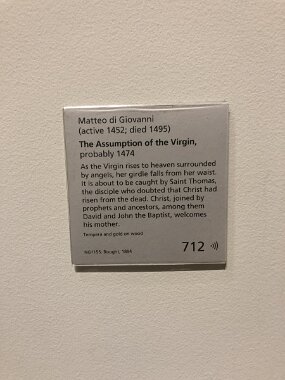 Matteo di Giovanni
(active 1452; died 1495)
The Assumption of the Virgin,
probably 1474
As the Virgin rises to heaven surrounded
by angels, her girdle falls from her waist.
It is about to be caught by Saint Thomas,
the disciple who doubted that Christ had
risen from the dead. Christ, joined by
prophets and ancestors, among them
David and John the Baptist, welcomes
his mother.
Tempera and gold on wood
NG1155. Bought, 1884
712